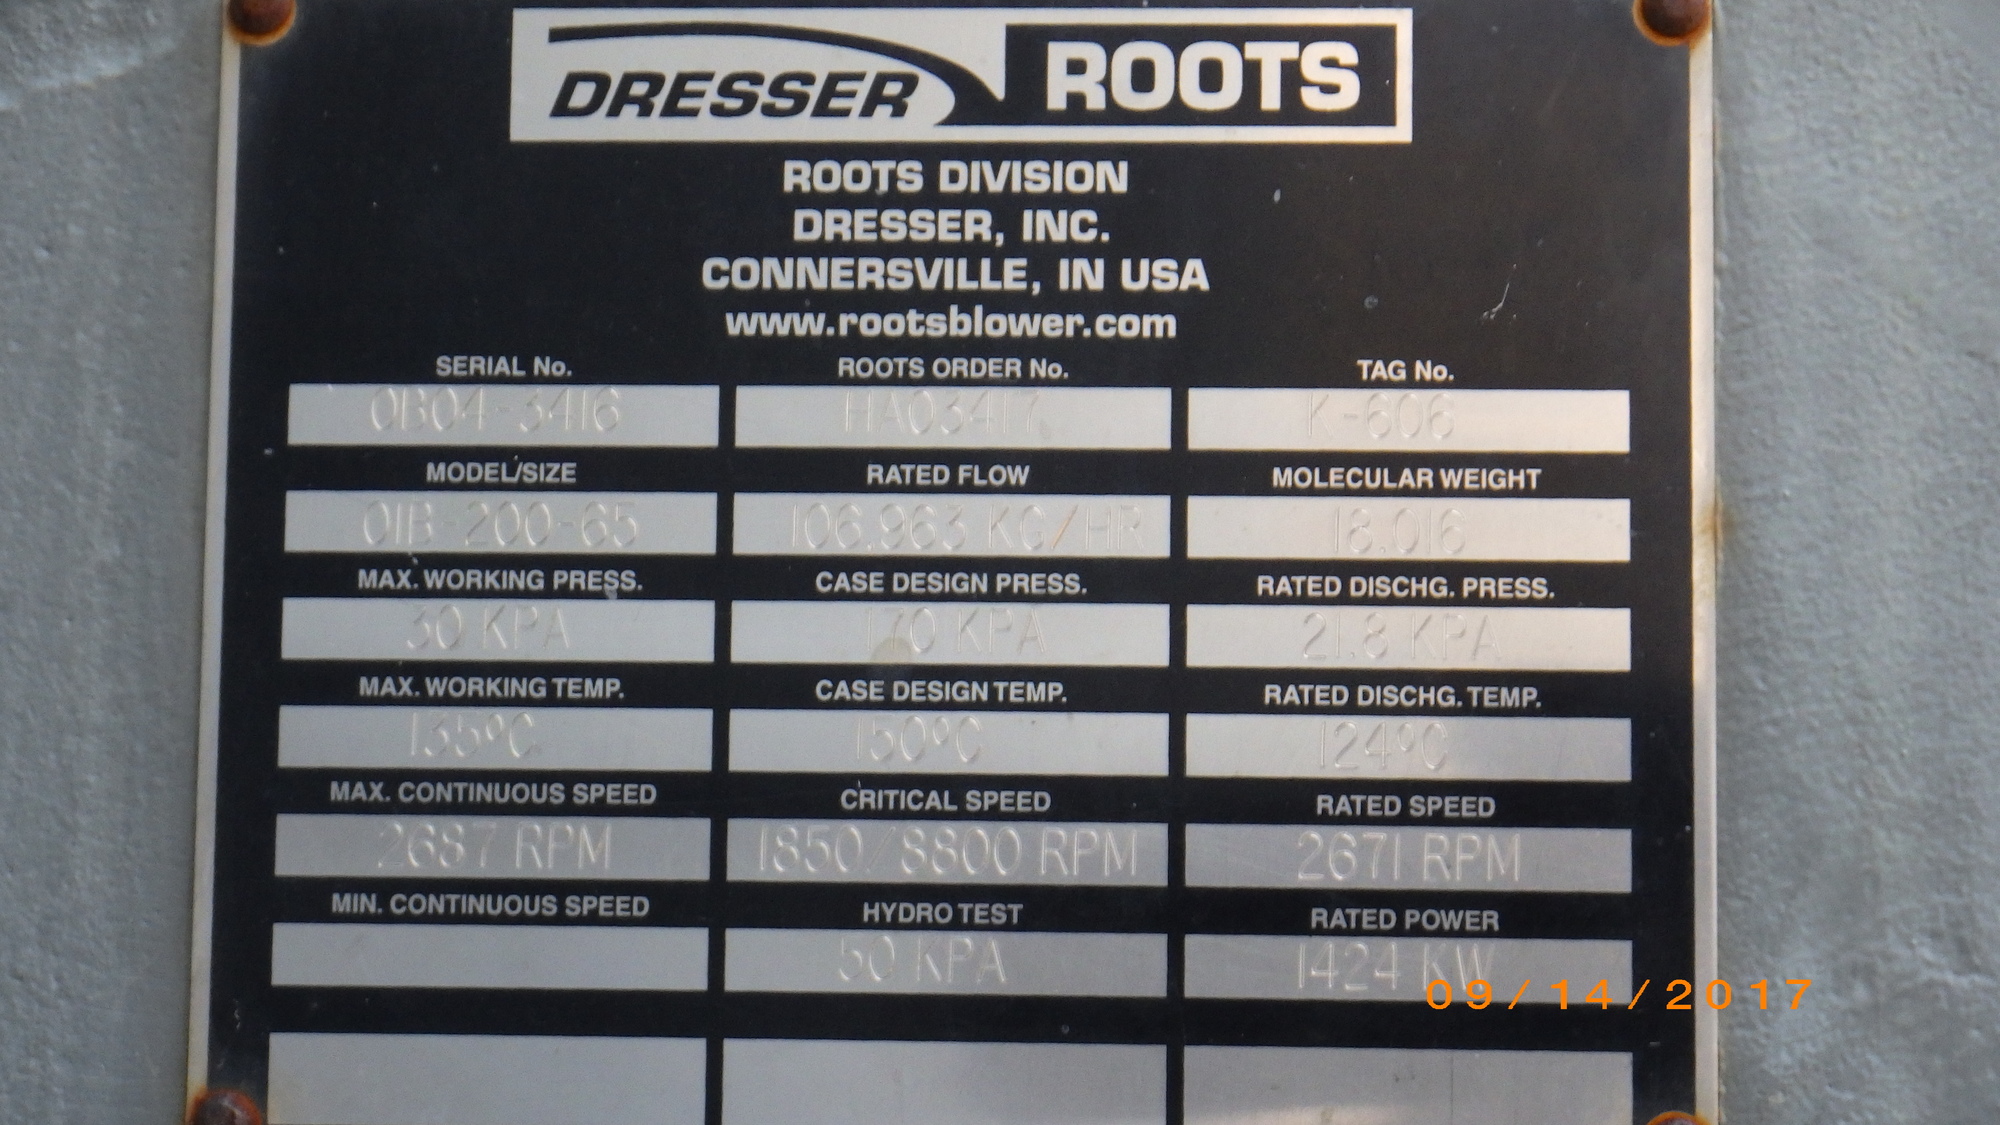 DRESSER ROOTS
ROOTS DIVISION
DRESSER, INC.
CONNERSVILLE, IN USA
www.rootsblower.com
SERIAL No. ROOTS ORDER No. TAG No.
0B04-3416 HA03417 K-606
MODEL/SIZE RATED FLOW MOLECULAR WEIGHT
OIB-200-65 106.963 KG/HR 18.016
MAX. WORKING PRESS. CASE DESIGN PRESS. RATED DISCHG. PRESS.
30 KPA 170 KPA 21.8 KPA
MAX. WORKING TEMP. CASE DESIGN TEMP. RATED DISCHG. TEMP.
135°C 150°C 124°C
MAX. CONTINUOUS SPEED CRITICAL SPEED RATED SPEED
2687 RPM 1850/8800 RPM 2671 RPM
MIN. CONTINUOUS SPEED HYDRO TEST RATED POWER
50 KPA 1424 KW
09/14/2017